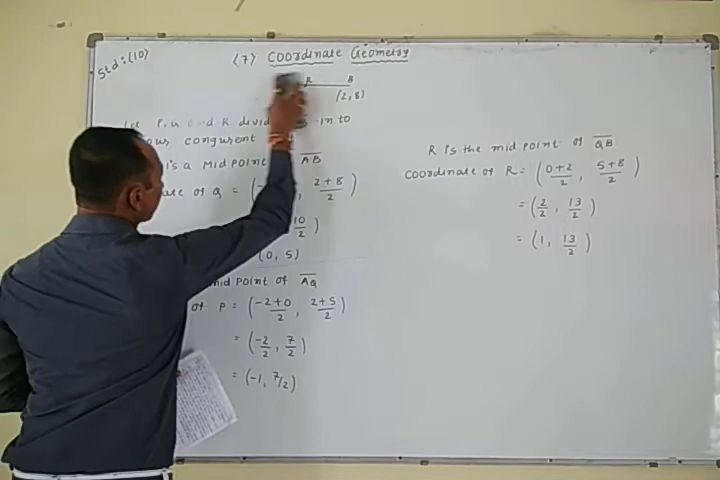 Std:(10)
(7) Coordinate Geometry
R B
(2,8)
Let P, Q and R divid in to
congruent
is a Mid point AB
of Q = ( , 2+8/2)
10/2)
(0, 5)
mid point of AQ
of P = (-2+0/2, 2+5/2)
= (-2/2, 7/2)
= (-1, 7/2)
R is the mid point of QB
Coordinate of R = (0+2/2, 5+8/2)
= (2/2, 13/2)
= (1, 13/2)